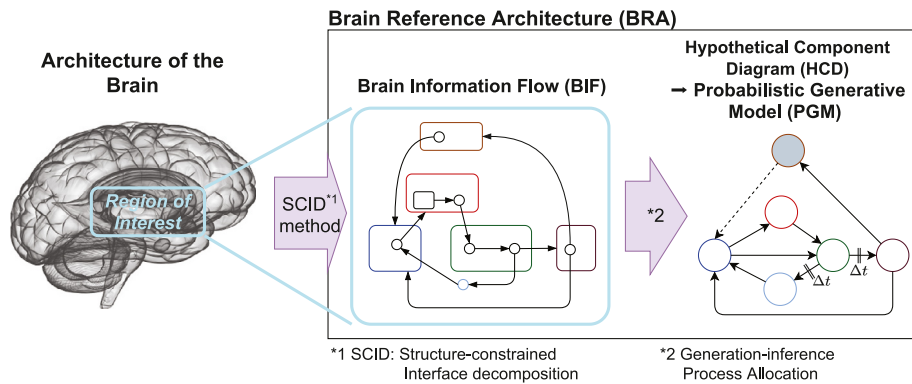 Brain Reference Architecture (BRA)
Architecture of the
Brain
Region of
Interest
SCID*1
method
Brain Information Flow (BIF)
*2
Hypothetical Component
Diagram (HCD)
→ Probabilistic Generative
Model (PGM)
Δt
Δt
*1 SCID: Structure-constrained
Interface decomposition
*2 Generation-inference
Process Allocation